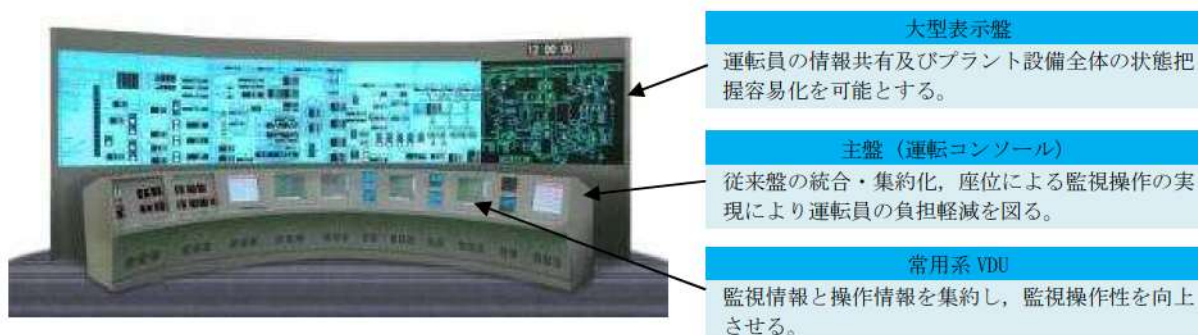 12 00 00
大型表示盤
運転員の情報共有及びプラント設備全体の状態把
握容易化を可能とする。
主盤（運転コンソール）
従来盤の統合・集約化，座位による監視操作の実
現により運転員の負担軽減を図る。
常用系 VDU
監視情報と操作情報を集約し，監視操作性を向上
させる。